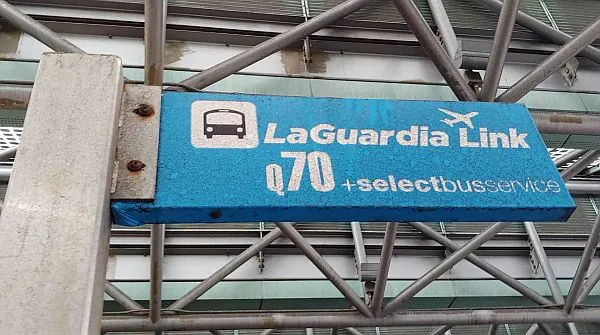 LaGuardia Link
Q70 +selectbusservice